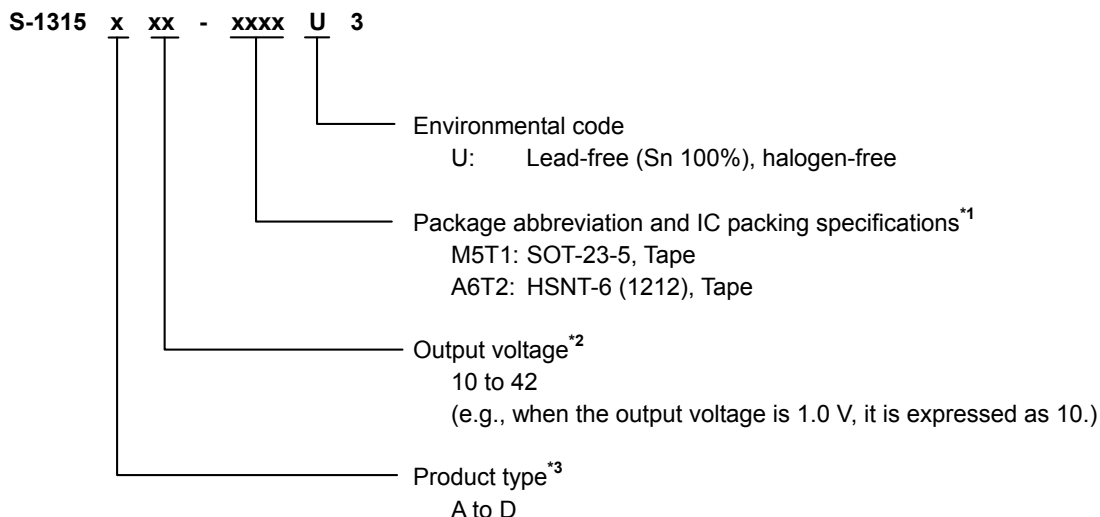 S-1315 x xx - xxxx U 3
Environmental code
U: Lead-free (Sn 100%), halogen-free
Package abbreviation and IC packing specifications*1
M5T1: SOT-23-5, Tape
A6T2: HSNT-6 (1212), Tape
Output voltage*2
10 to 42
(e.g., when the output voltage is 1.0 V, it is expressed as 10.)
Product type*3
A to D